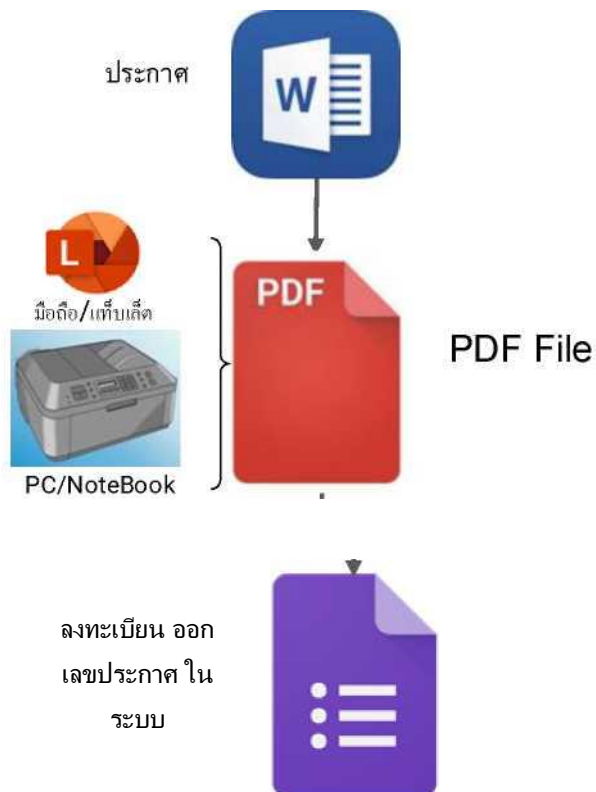 ประกาศ
W
L
มือถือ/แท็บเล็ต
PDF
PDF File
PC/NoteBook
ลงทะเบียน ออก
เลขประกาศ ใน
ระบบ